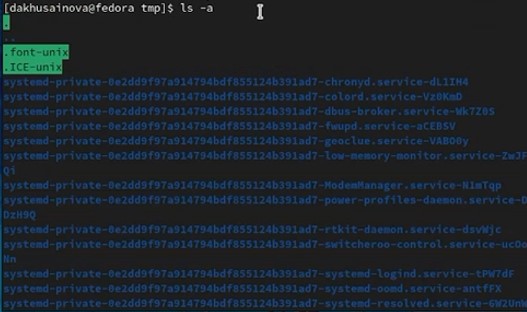 [dakhusainova@fedora tmp]$ ls -a
.
..
.font-unix
.ICE-unix
systemd-private-0e2dd9f97a914794bdf855124b391ad7-chronyd.service-dL1IH4
systemd-private-0e2dd9f97a914794bdf855124b391ad7-colord.service-Vz0KmD
systemd-private-0e2dd9f97a914794bdf855124b391ad7-dbus-broker.service-Wk7Z0S
systemd-private-0e2dd9f97a914794bdf855124b391ad7-fwupd.service-aCEBSV
systemd-private-0e2dd9f97a914794bdf855124b391ad7-geoclue.service-VABO0y
systemd-private-0e2dd9f97a914794bdf855124b391ad7-low-memory-monitor.service-ZwJF
Qi
systemd-private-0e2dd9f97a914794bdf855124b391ad7-ModemManager.service-N1mTqp
systemd-private-0e2dd9f97a914794bdf855124b391ad7-power-profiles-daemon.service-D
DzH9Q
systemd-private-0e2dd9f97a914794bdf855124b391ad7-rtkit-daemon.service-dsvWjc
systemd-private-0e2dd9f97a914794bdf855124b391ad7-switcheroo-control.service-ucOo
Nn
systemd-private-0e2dd9f97a914794bdf855124b391ad7-systemd-logind.service-tPW7dF
systemd-private-0e2dd9f97a914794bdf855124b391ad7-systemd-oomd.service-antfFX
systemd-private-0e2dd9f97a914794bdf855124b391ad7-systemd-resolved.service-6W2UnW